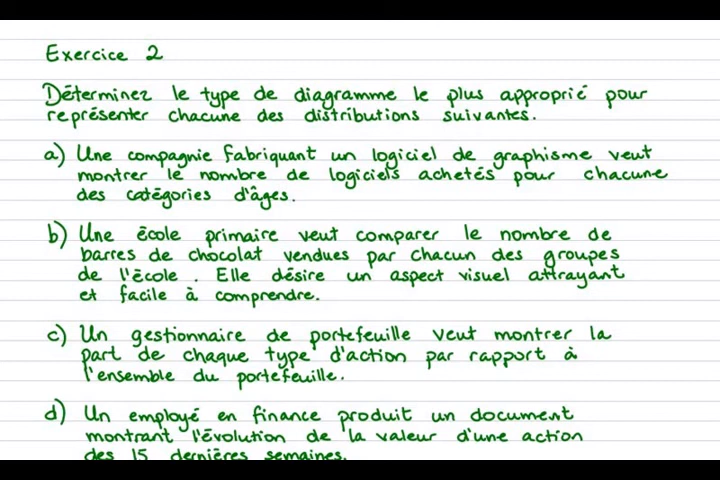 Exercice 2
Déterminez le type de diagramme le plus approprié pour
représenter chacune des distributions suivantes.
a) Une compagnie fabriquant un logiciel de graphisme veut
montrer le nombre de logiciels achetés pour chacune
des catégories d'âges.
b) Une école primaire veut comparer le nombre de
barres de chocolat vendues par chacun des groupes
de l'école. Elle désire un aspect visuel attrayant
et facile à comprendre.
c) Un gestionnaire de portefeuille veut montrer la
part de chaque type d'action par rapport à
l'ensemble du portefeuille.
d) Un employé en finance produit un document
montrant l'évolution de la valeur d'une action
des 15 dernières semaines.